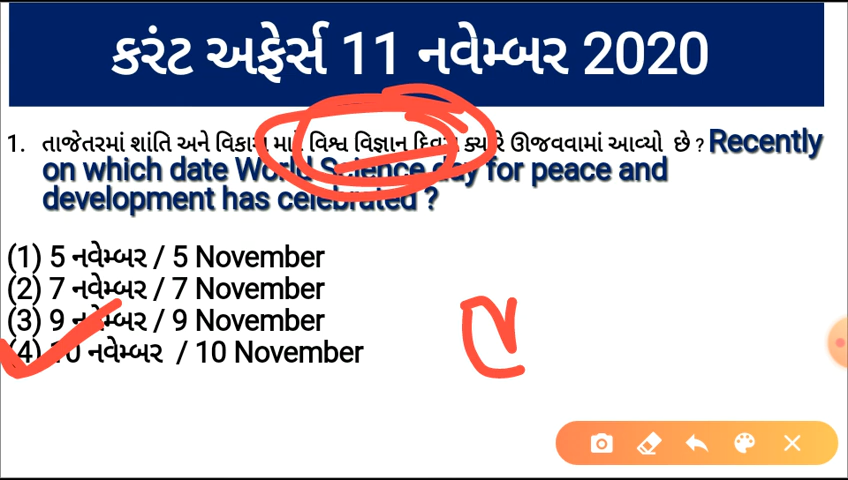 કરંટ અફેર્સ 11 નવેમ્બર 2020
1. તાજેતરમાં શાંતિ અને વિકાસ માટે વિશ્વ વિજ્ઞાન દિવસ ક્યારે ઊજવવામાં આવ્યો છે ? Recently
on which date World Science day for peace and
development has celebrated ?
(1) 5 નવેમ્બર / 5 November
(2) 7 નવેમ્બર / 7 November
(3) 9 નવેમ્બર / 9 November
(4) 10 નવેમ્બર / 10 November